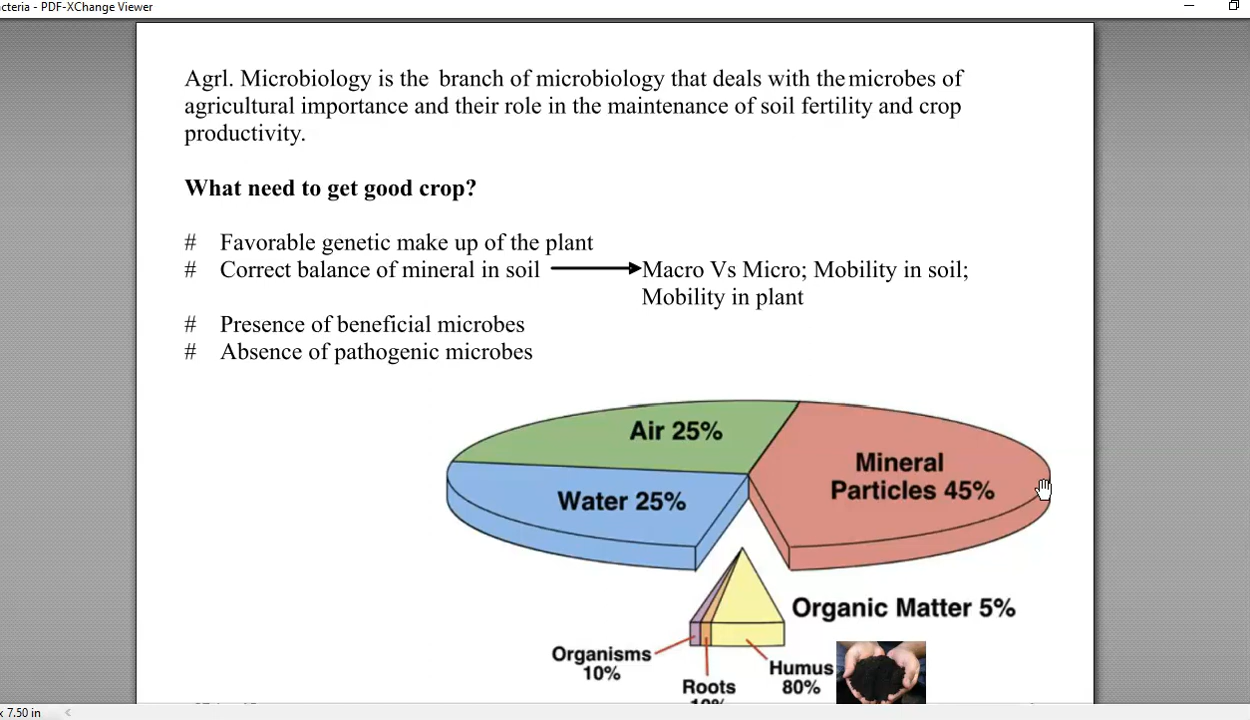 cteria - PDF-XChange Viewer
Agrl. Microbiology is the branch of microbiology that deals with the microbes of
agricultural importance and their role in the maintenance of soil fertility and crop
productivity.
What need to get good crop?
# Favorable genetic make up of the plant
# Correct balance of mineral in soil Macro Vs Micro; Mobility in soil;
Mobility in plant
# Presence of beneficial microbes
# Absence of pathogenic microbes
Air 25%
Mineral
Particles 45%
Water 25%
Organic Matter 5%
Organisms
10%
Roots
10%
Humus
80%
x 7.50 in